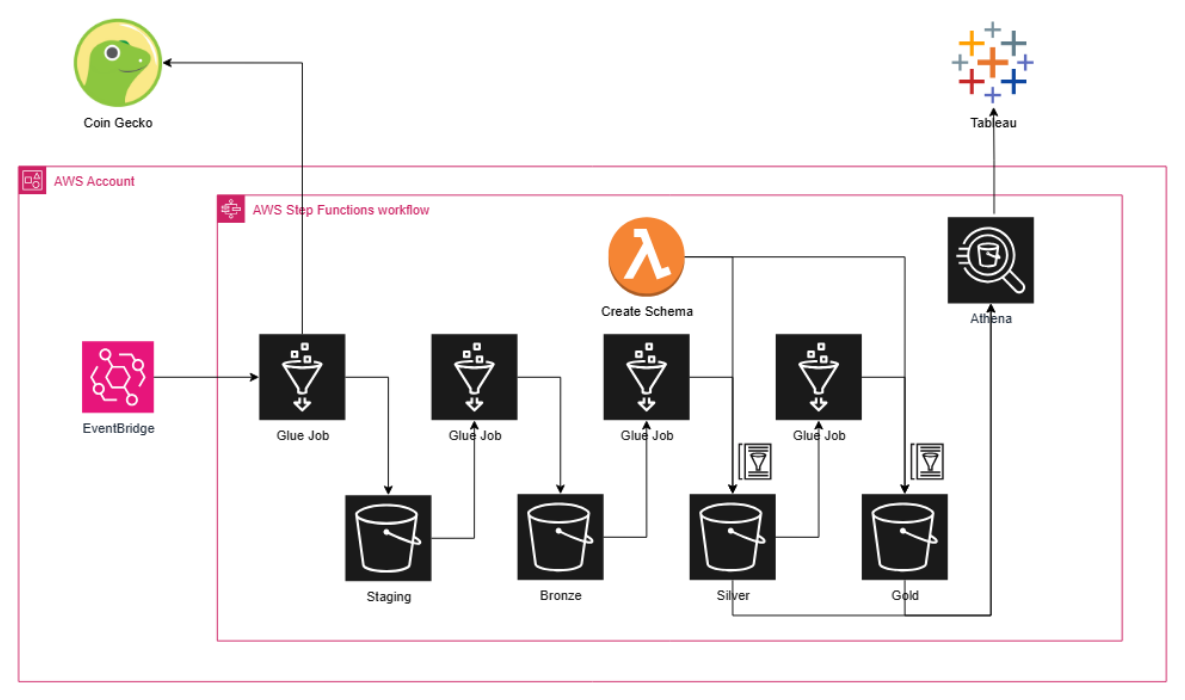 Coin Gecko
Tableau
AWS Account
AWS Step Functions workflow
Create Schema
Athena
EventBridge
Glue Job
Glue Job
Glue Job
Glue Job
Staging
Bronze
Silver
Gold